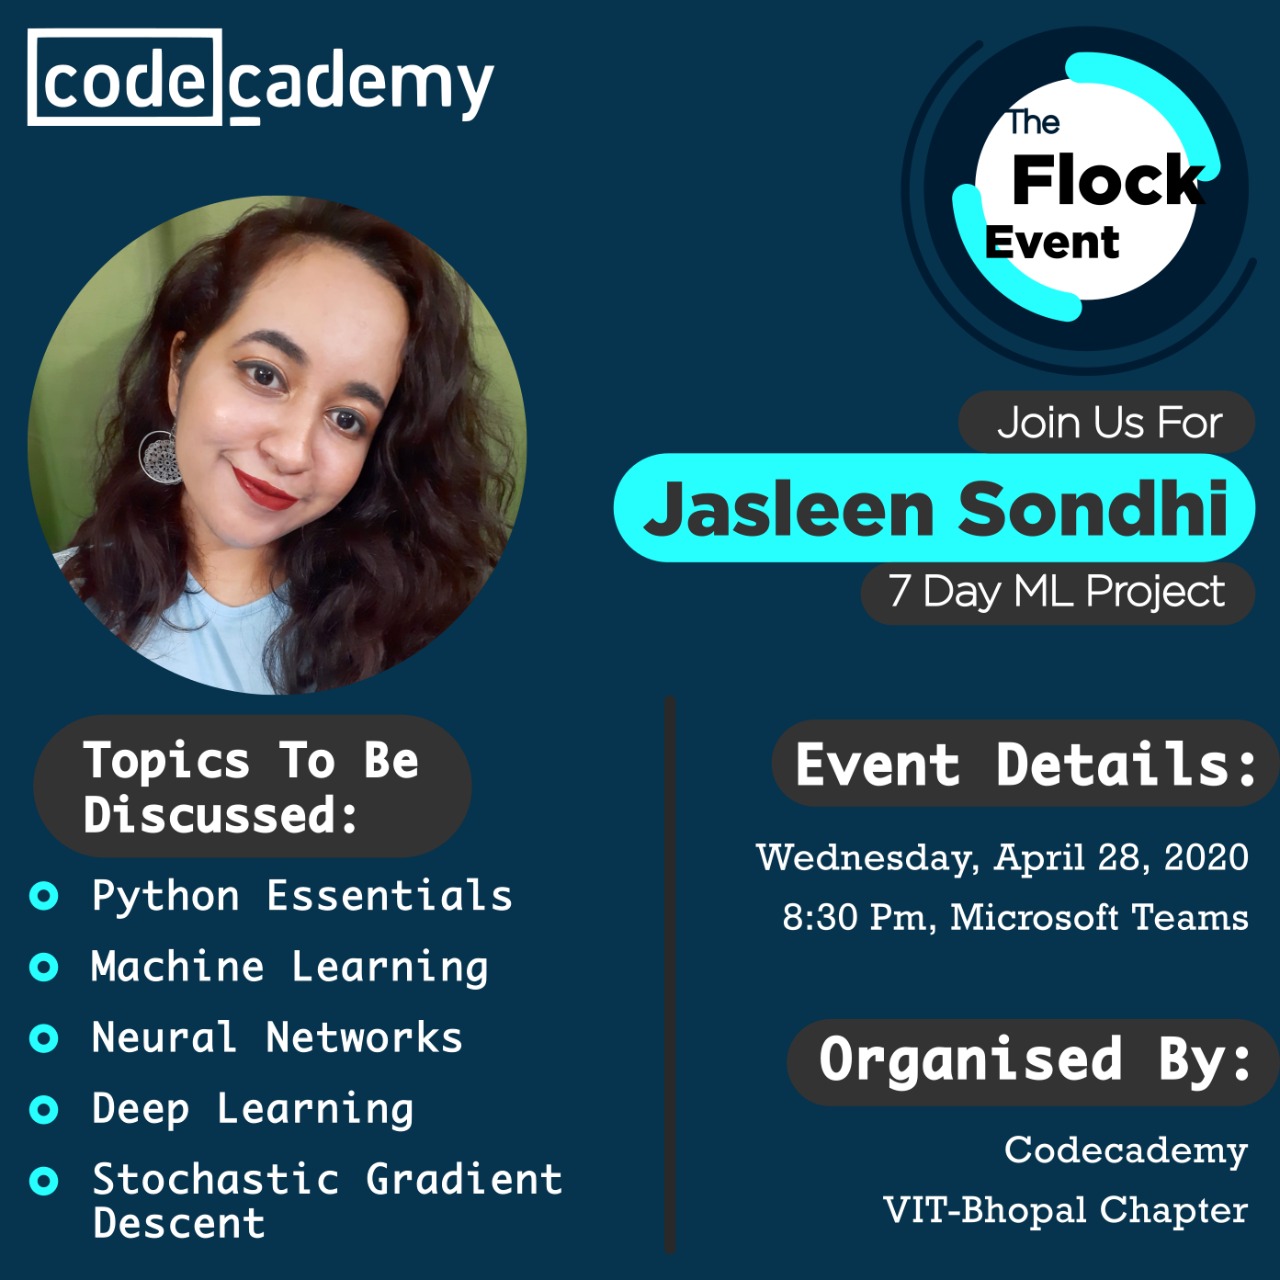 codecademy
The
Flock
Event
Join Us For
Jasleen Sondhi
7 Day ML Project
Topics To Be
Discussed:
Python Essentials
Machine Learning
Neural Networks
Deep Learning
Stochastic Gradient
Descent
Event Details:
Wednesday, April 28, 2020
8:30 Pm, Microsoft Teams
Organised By:
Codecademy
VIT-Bhopal Chapter